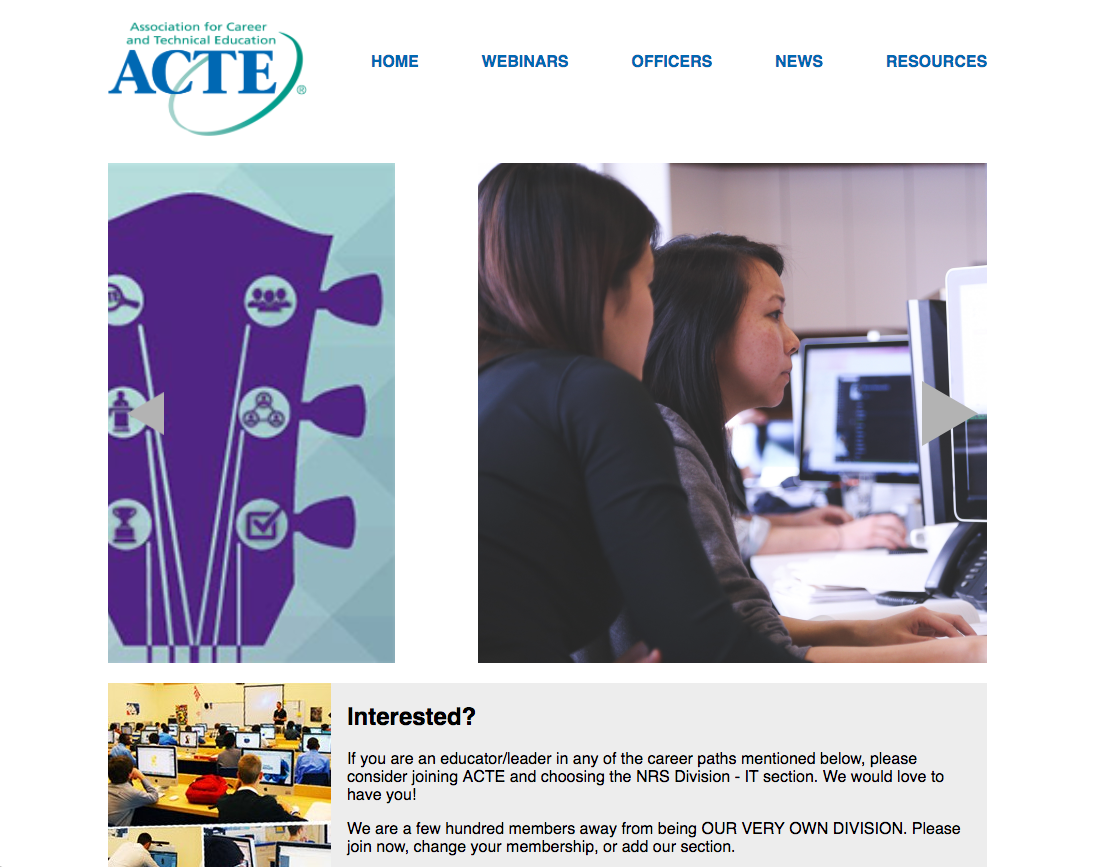 Association for Career
and Technical Education
ACTE®
HOME
WEBINARS
OFFICERS
NEWS
RESOURCES
Interested?
If you are an educator/leader in any of the career paths mentioned below, please
consider joining ACTE and choosing the NRS Division - IT section. We would love to
have you!
We are a few hundred members away from being OUR VERY OWN DIVISION. Please
join now, change your membership, or add our section.